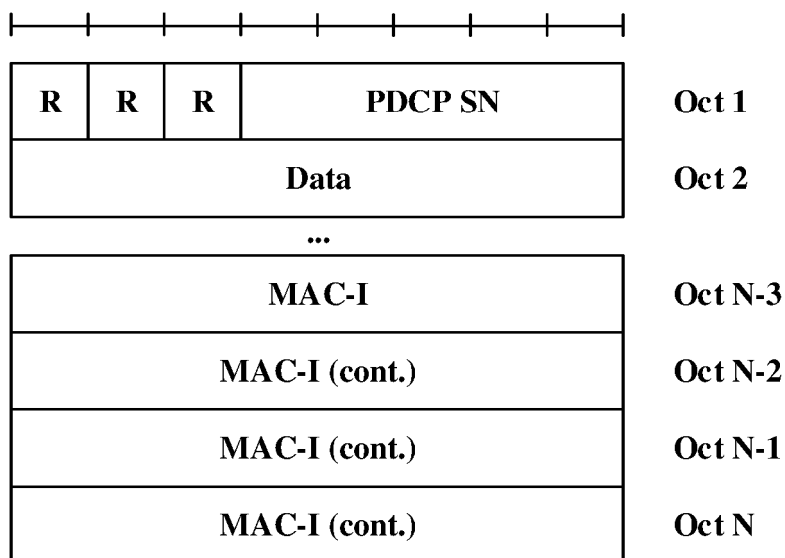 R R R PDCP SN Oct 1
Data Oct 2
...
MAC-I Oct N-3
MAC-I (cont.) Oct N-2
MAC-I (cont.) Oct N-1
MAC-I (cont.) Oct N